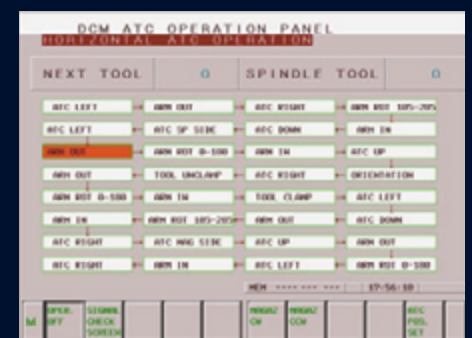 DCM ATC OPERATION PANEL
HORIZONTAL ATC OPERATION
NEXT TOOL 0 SPINDLE TOOL 0
ATC LEFT ARM OUT ATC RIGHT ARM ROT 105-285
ATC LEFT ATC SP SIDE ATC DOWN ARM IN
ARM OUT ARM ROT 0-180 ARM IN ATC UP
ARM OUT TOOL UNCLAMP ATC RIGHT ORIENTATION
ARM ROT 0-180 ARM IN TOOL CLAMP ATC LEFT
ARM IN ARM ROT 105-285 ARM OUT ATC DOWN
ATC RIGHT ATC MAG SIDE ATC UP ARM OUT
ATC RIGHT ARM IN ATC LEFT ARM ROT 0-180
MEM ---- --- --- 17:56:10
M OPER. OFF SIGNAL CHECK SCREEN MAGAZ CW MAGAZ CCW ATC POS. SET